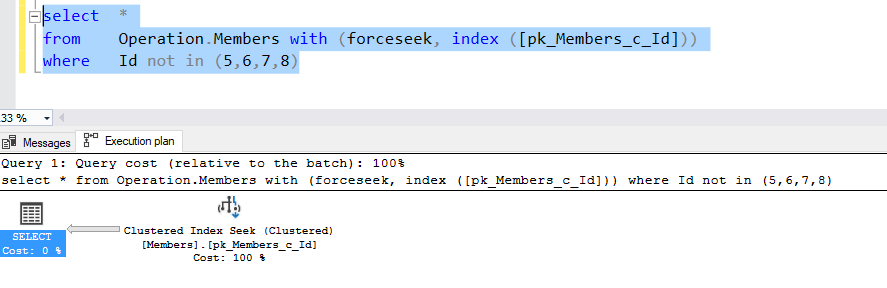 select *
from Operation.Members with (forceseek, index ([pk_Members_c_Id]))
where Id not in (5,6,7,8)
33 %
Messages
Execution plan
Query 1: Query cost (relative to the batch): 100%
select * from Operation.Members with (forceseek, index ([pk_Members_c_Id])) where Id not in (5,6,7,8)
SELECT
Cost: 0 %
Clustered Index Seek (Clustered)
[Members].[pk_Members_c_Id]
Cost: 100 %